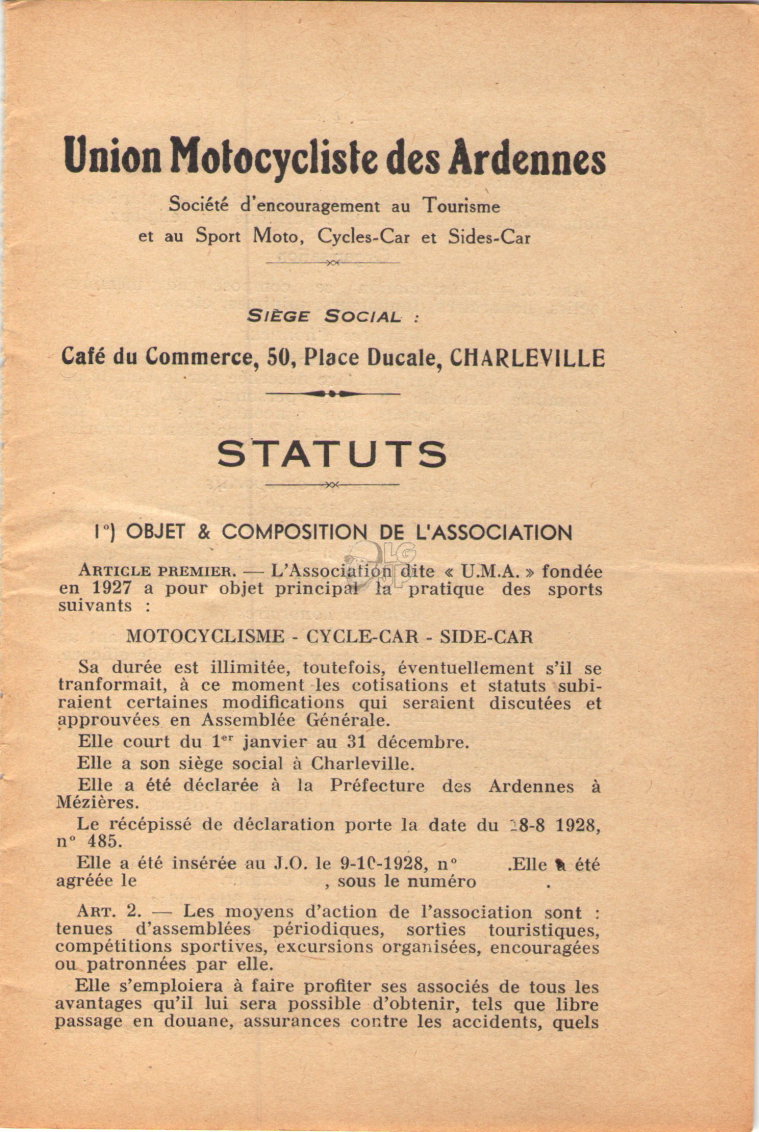 Union Motocycliste des Ardennes
Société d'encouragement au Tourisme
et au Sport Moto, Cycles-Car et Sides-Car
SIÈGE SOCIAL :
Café du Commerce, 50, Place Ducale, CHARLEVILLE
STATUTS
1°) OBJET & COMPOSITION DE L'ASSOCIATION
ARTICLE PREMIER. — L'Association dite « U.M.A. » fondée
en 1927 a pour objet principal la pratique des sports
suivants :
MOTOCYCLISME - CYCLE-CAR - SIDE-CAR
Sa durée est illimitée, toutefois, éventuellement s'il se
tranformait, à ce moment les cotisations et statuts subi-
raient certaines modifications qui seraient discutées et
approuvées en Assemblée Générale.
Elle court du 1er janvier au 31 décembre.
Elle a son siège social à Charleville.
Elle a été déclarée à la Préfecture des Ardennes à
Mézières.
Le récépissé de déclaration porte la date du 18-8 1928,
n° 485.
Elle a été insérée au J.O. le 9-10-1928, n° .Elle a été
agréée le , sous le numéro .
ART. 2. — Les moyens d'action de l'association sont :
tenues d'assemblées périodiques, sorties touristiques,
compétitions sportives, excursions organisées, encouragées
ou patronnées par elle.
Elle s'emploiera à faire profiter ses associés de tous les
avantages qu'il lui sera possible d'obtenir, tels que libre
passage en douane, assurances contre les accidents, quels